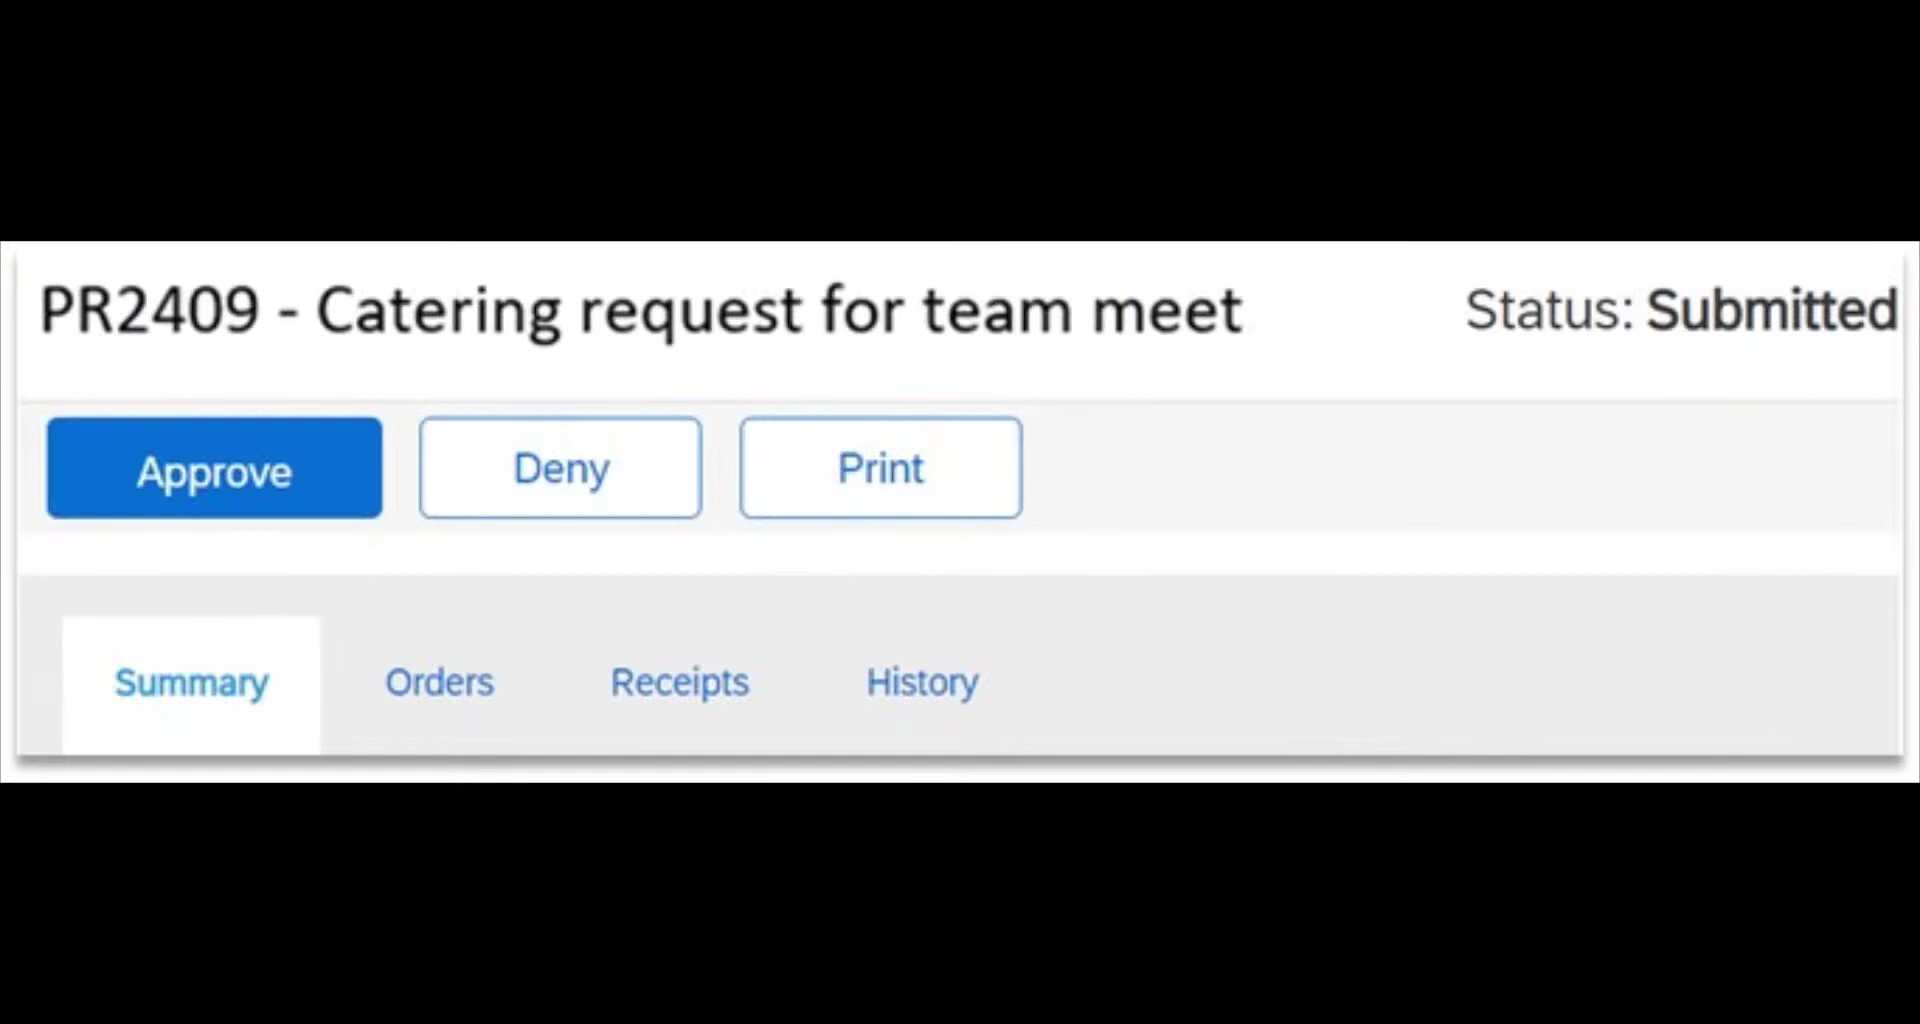 PR2409 - Catering request for team meet Status: Submitted
Approve Deny Print
Summary Orders Receipts History